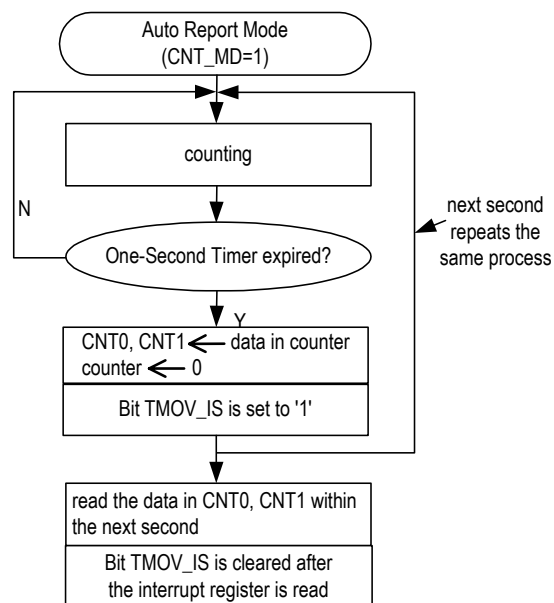 Auto Report Mode
(CNT_MD=1)
counting
N
next second
repeats the
same process
One-Second Timer expired?
Y
CNT0, CNT1 ← data in counter
counter ← 0
Bit TMOV_IS is set to '1'
read the data in CNT0, CNT1 within
the next second
Bit TMOV_IS is cleared after
the interrupt register is read